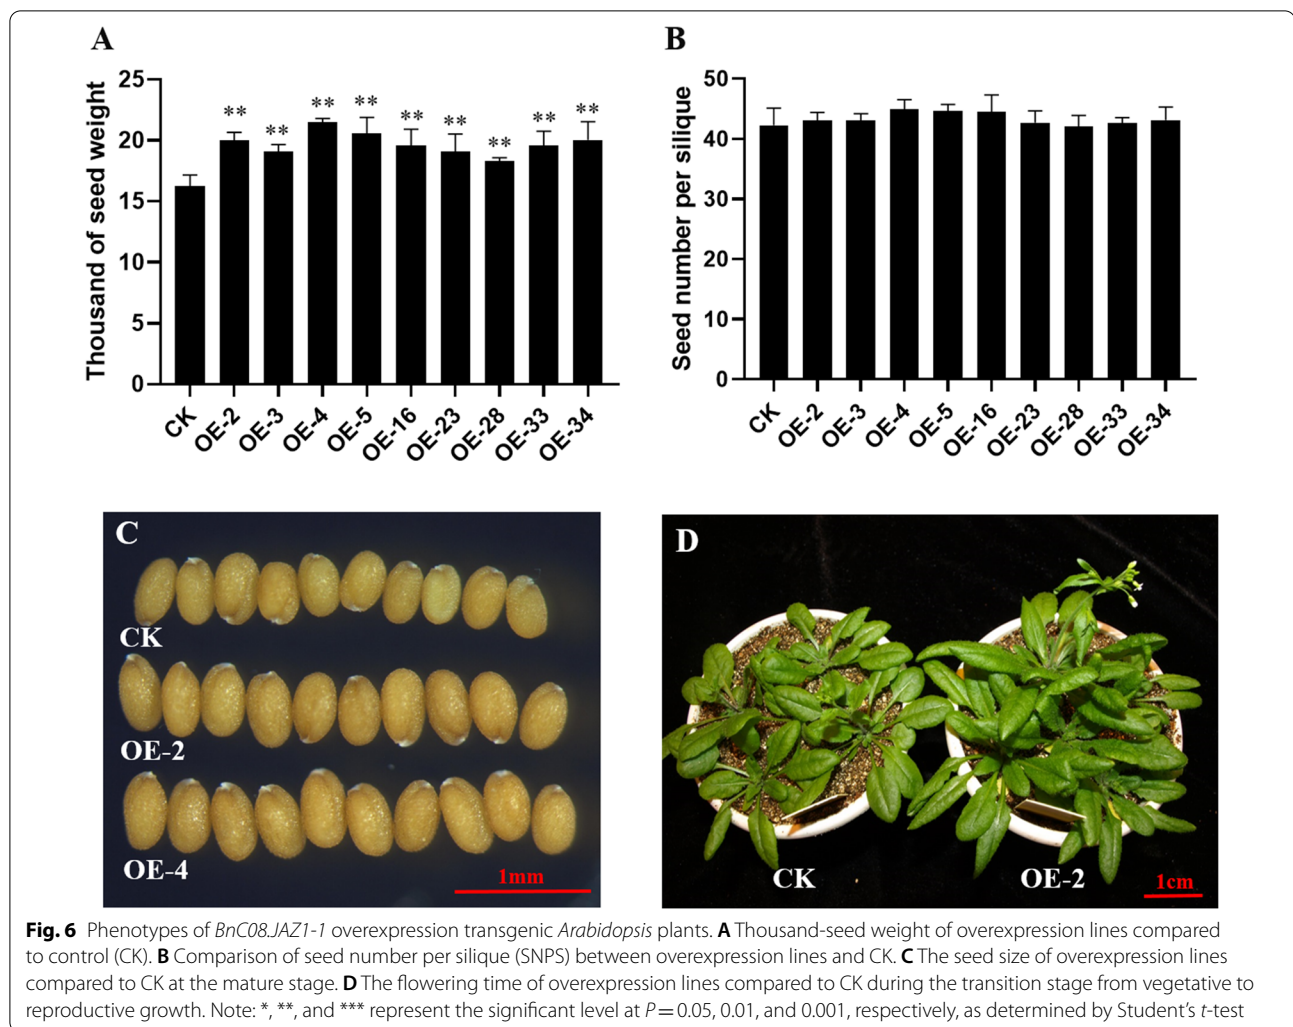 A
Thousand of seed weight
25
20
15
10
5
0
** ** ** ** ** ** ** ** **
CK OE-2 OE-3 OE-4 OE-5 OE-16 OE-23 OE-28 OE-33 OE-34
B
Seed number per silique
50
40
30
20
10
0
CK OE-2 OE-3 OE-4 OE-5 OE-16 OE-23 OE-28 OE-33 OE-34
C
CK
OE-2
OE-4
1mm
D
CK
OE-2
1cm
Fig. 6 Phenotypes of BnC08.JAZ1-1 overexpression transgenic Arabidopsis plants. A Thousand-seed weight of overexpression lines compared
to control (CK). B Comparison of seed number per silique (SNPS) between overexpression lines and CK. C The seed size of overexpression lines
compared to CK at the mature stage. D The flowering time of overexpression lines compared to CK during the transition stage from vegetative to
reproductive growth. Note: *, **, and *** represent the significant level at P = 0.05, 0.01, and 0.001, respectively, as determined by Student's t-test